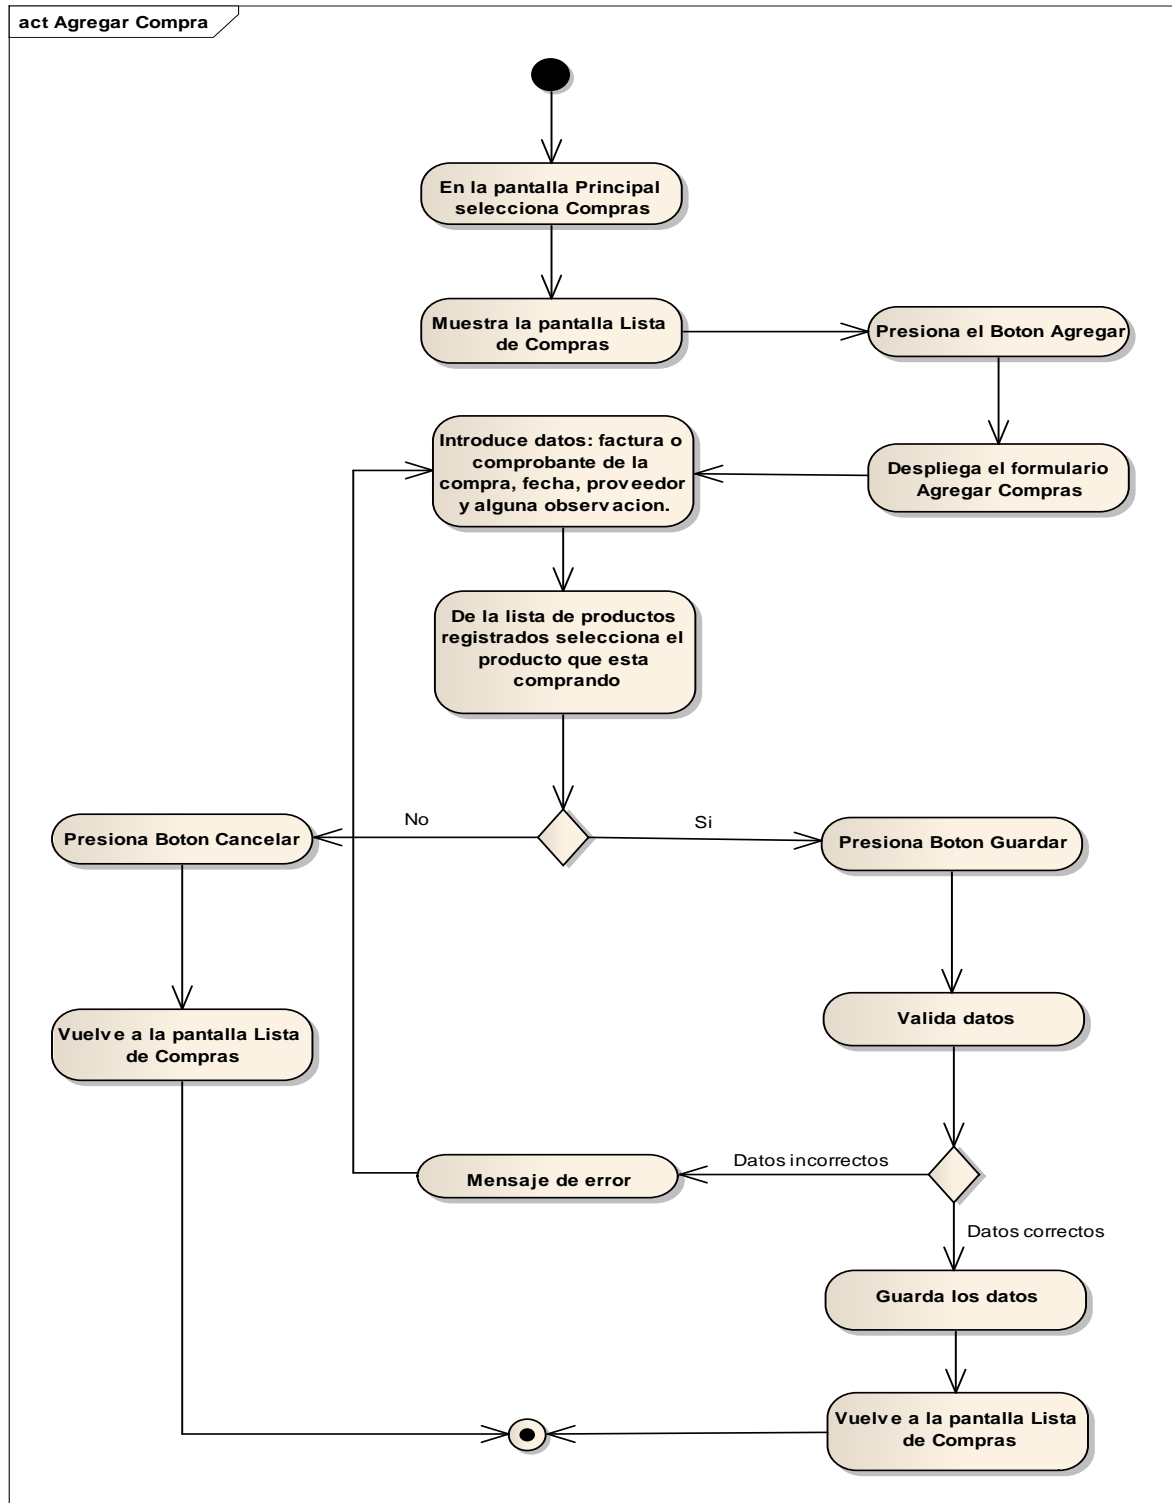 act Agregar Compra
En la pantalla Principal
selecciona Compras
Muestra la pantalla Lista
de Compras
Presiona el Boton Agregar
Despliega el formulario
Agregar Compras
Introduce datos: factura o
comprobante de la
compra, fecha, proveedor
y alguna observacion.
De la lista de productos
registrados selecciona el
producto que esta
comprando
No
Si
Presiona Boton Cancelar
Presiona Boton Guardar
Vuelve a la pantalla Lista
de Compras
Valida datos
Datos incorrectos
Mensaje de error
Datos correctos
Guarda los datos
Vuelve a la pantalla Lista
de Compras